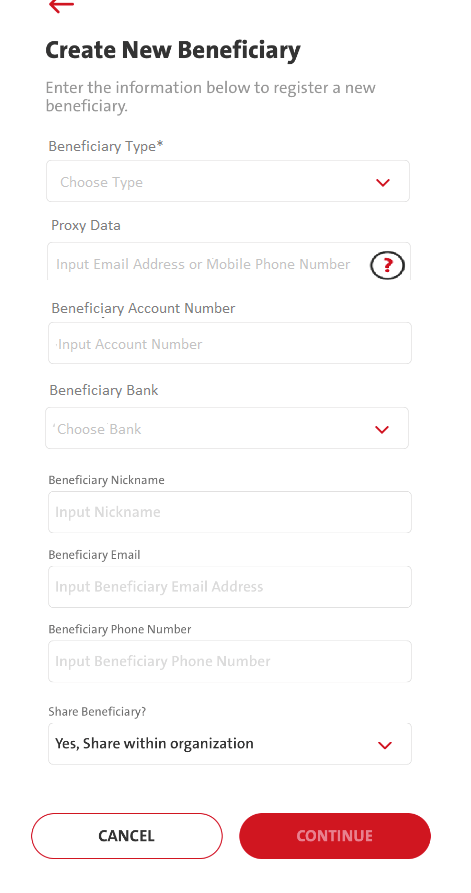 Create New Beneficiary
Enter the information below to register a new
beneficiary.
Beneficiary Type*
Choose Type
Proxy Data
Input Email Address or Mobile Phone Number
?
Beneficiary Account Number
Input Account Number
Beneficiary Bank
Choose Bank
Beneficiary Nickname
Input Nickname
Beneficiary Email
Input Beneficiary Email Address
Beneficiary Phone Number
Input Beneficiary Phone Number
Share Beneficiary?
Yes, Share within organization
CANCEL
CONTINUE